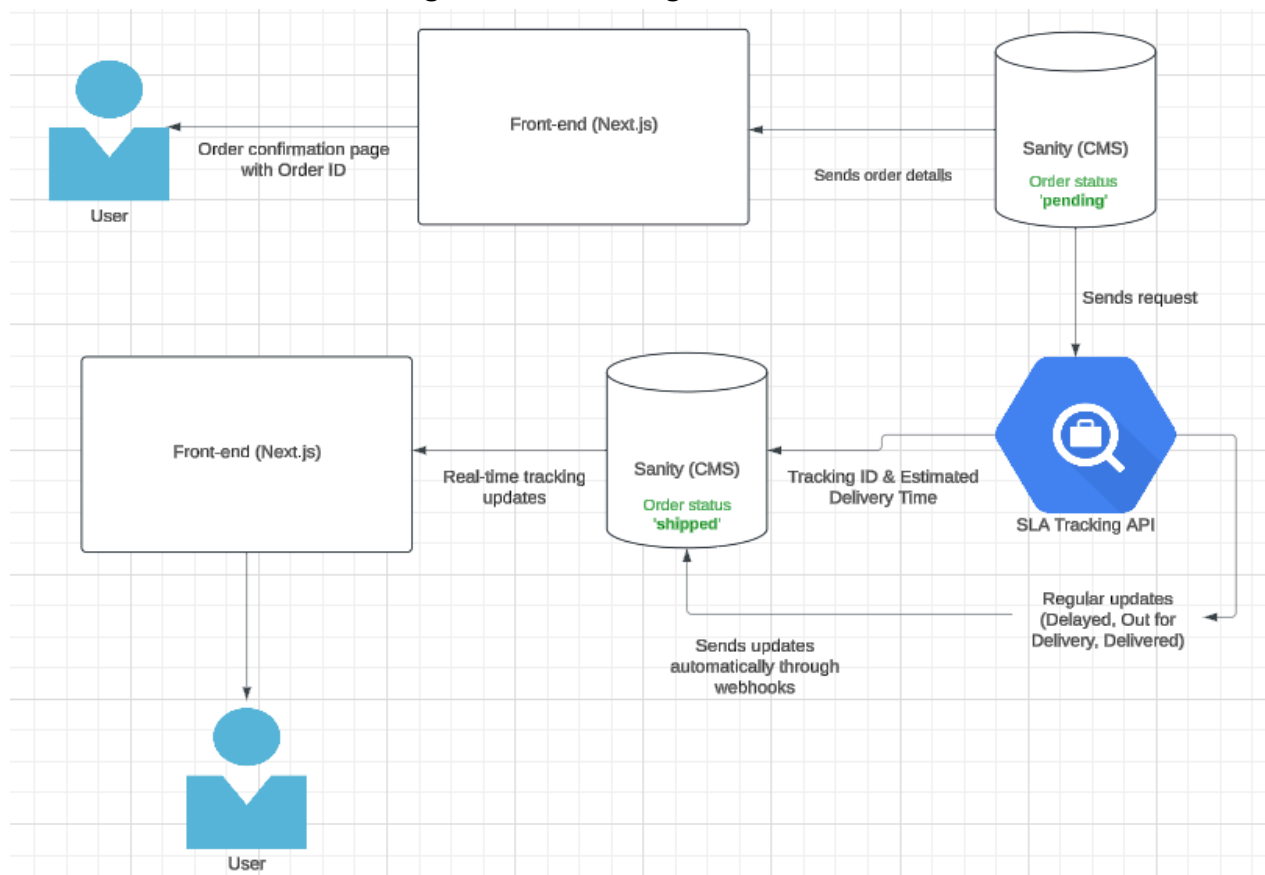 Front-end (Next.js)
Order confirmation page
with Order ID
User
Sends order details
Sanity (CMS)
Order status
'pending'
Sends request
Front-end (Next.js)
Real-time tracking
updates
Sanity (CMS)
Order status
'shipped'
Tracking ID & Estimated
Delivery Time
SLA Tracking API
Regular updates
(Delayed, Out for
Delivery, Delivered)
Sends updates
automatically through
webhooks
User